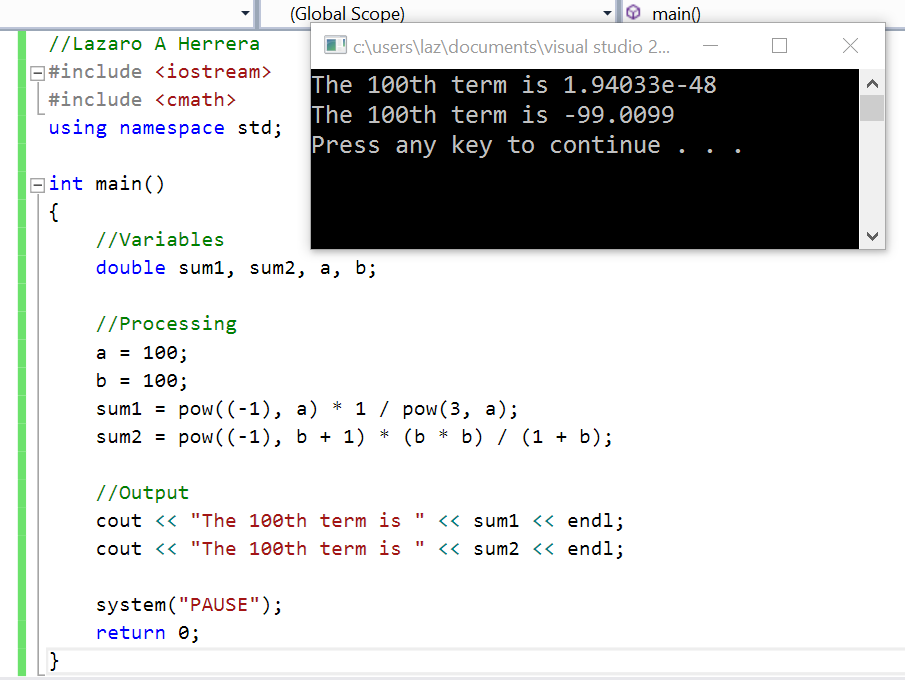 (Global Scope) main()
//Lazaro A Herrera
c:\users\laz\documents\visual studio 2...
#include <iostream>
The 100th term is 1.94033e-48
#include <cmath>
The 100th term is -99.0099
using namespace std;
Press any key to continue . . .
int main()
{
//Variables
double sum1, sum2, a, b;
//Processing
a = 100;
b = 100;
sum1 = pow((-1), a) * 1 / pow(3, a);
sum2 = pow((-1), b + 1) * (b * b) / (1 + b);
//Output
cout << "The 100th term is " << sum1 << endl;
cout << "The 100th term is " << sum2 << endl;
system("PAUSE");
return 0;
}